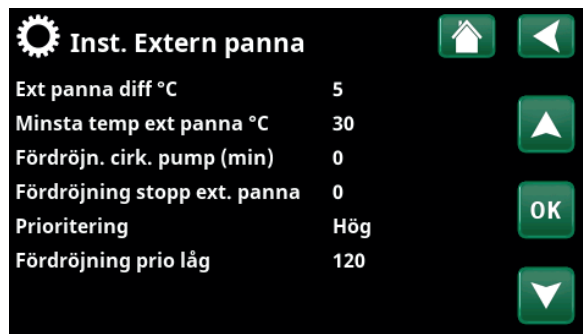 Inst. Extern panna
Ext panna diff °C 5
Minsta temp ext panna °C 30
Fördröjn. cirk. pump (min) 0
Fördröjning stopp ext. panna 0
OK
Prioritering Hög
Fördröjning prio låg 120